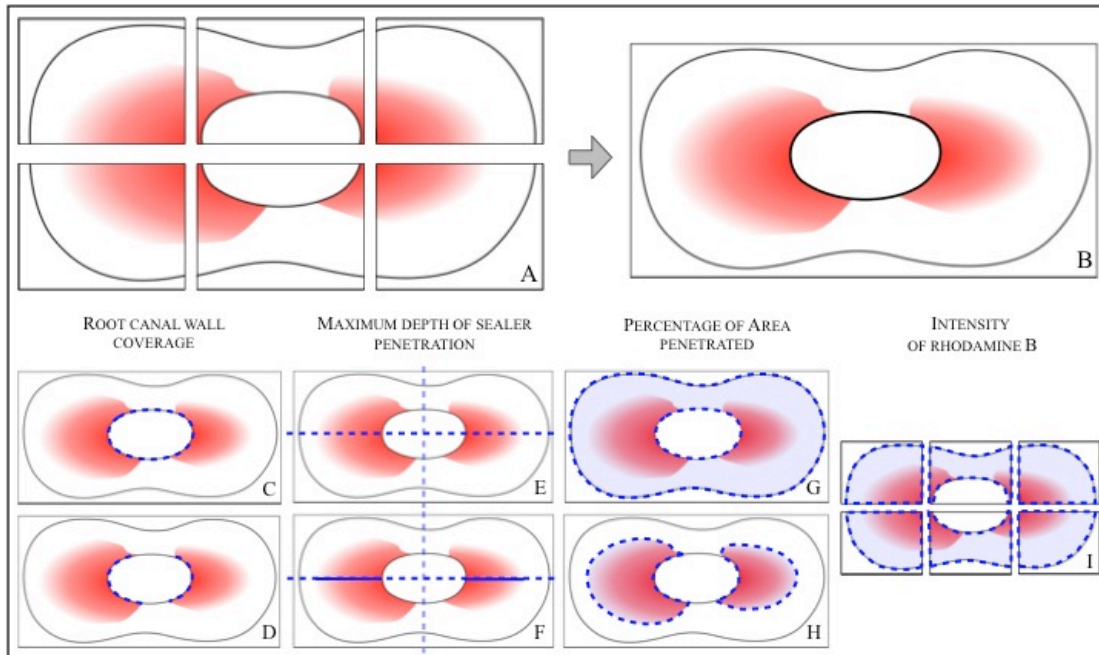 A
B
ROOT CANAL WALL
COVERAGE
MAXIMUM DEPTH OF SEALER
PENETRATION
PERCENTAGE OF AREA
PENETRATED
INTENSITY
OF RHODAMINE B
C
E
G
D
F
H
I